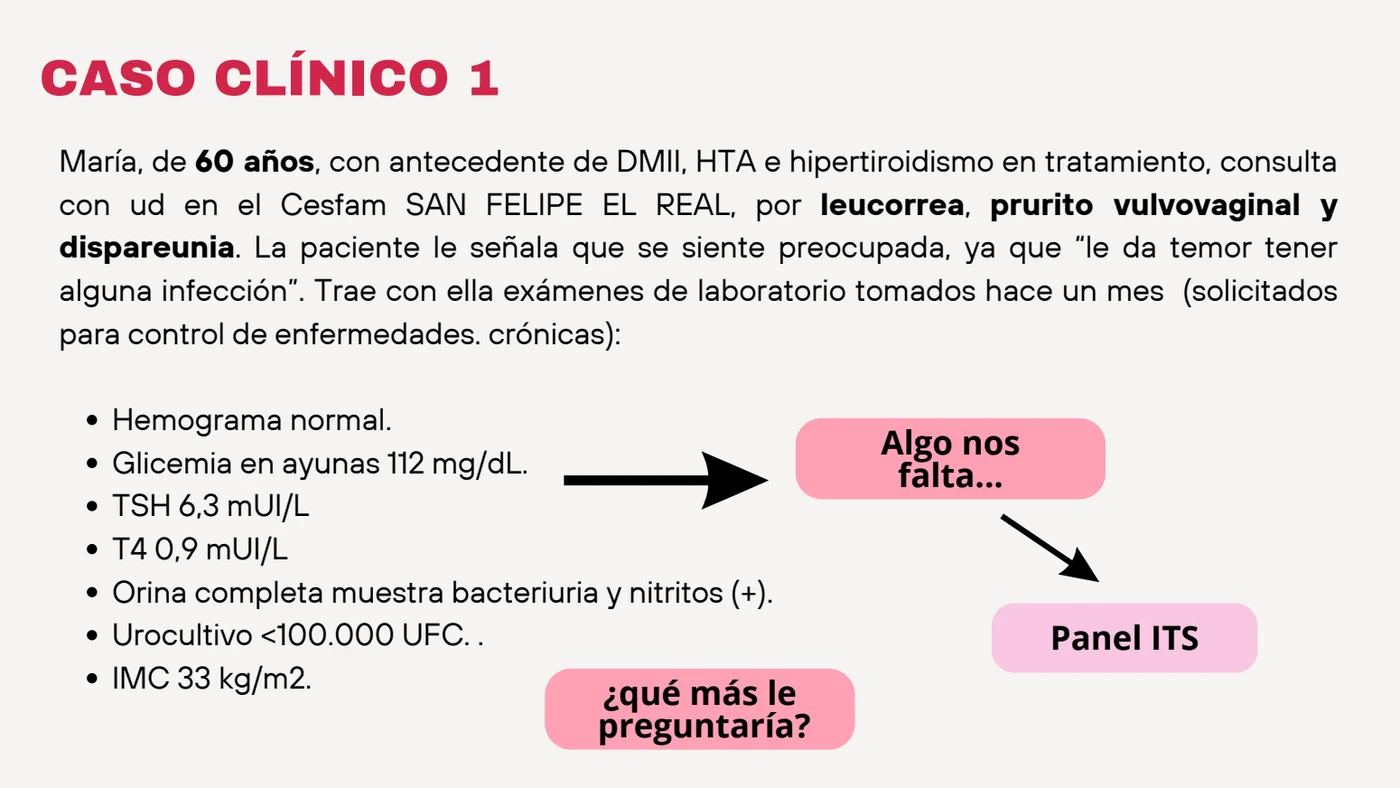 CASO CLÍNICO 1
María, de 60 años, con antecedente de DMII, HTA e hipertiroidismo en tratamiento, consulta
con ud en el Cesfam SAN FELIPE EL REAL, por leucorrea, prurito vulvovaginal y
dispareunia. La paciente le señala que se siente preocupada, ya que “le da temor tener
alguna infección”. Trae con ella exámenes de laboratorio tomados hace un mes (solicitados
para control de enfermedades. crónicas):
• Hemograma normal.
• Glicemia en ayunas 112 mg/dL.
• TSH 6,3 mUI/L
• T4 0,9 mUI/L
• Orina completa muestra bacteriuria y nitritos (+).
• Urocultivo <100.000 UFC. .
• IMC 33 kg/m2.
Algo nos
falta...
Panel ITS
¿qué más le
preguntaría?